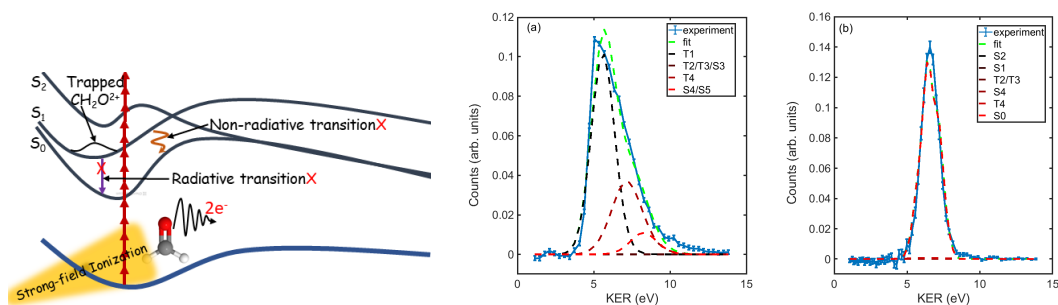 S2
Trapped
CH2O2+
S1
Non-radiative transitionX
S0
X
Radiative transitionX
2e-
Strong-field Ionization
(a)
experiment
fit
T1
T2/T3/S3
T4
S4/S5
0.12
0.1
0.08
0.06
0.04
0.02
0
Counts (arb. units)
0 5 10 15
KER (eV)
(b)
experiment
fit
S2
S1
T2/T3
S4
T4
S0
0.14
0.12
0.1
0.08
0.06
0.04
0.02
0
Counts (arb. units)
0 5 10 15
KER (eV)